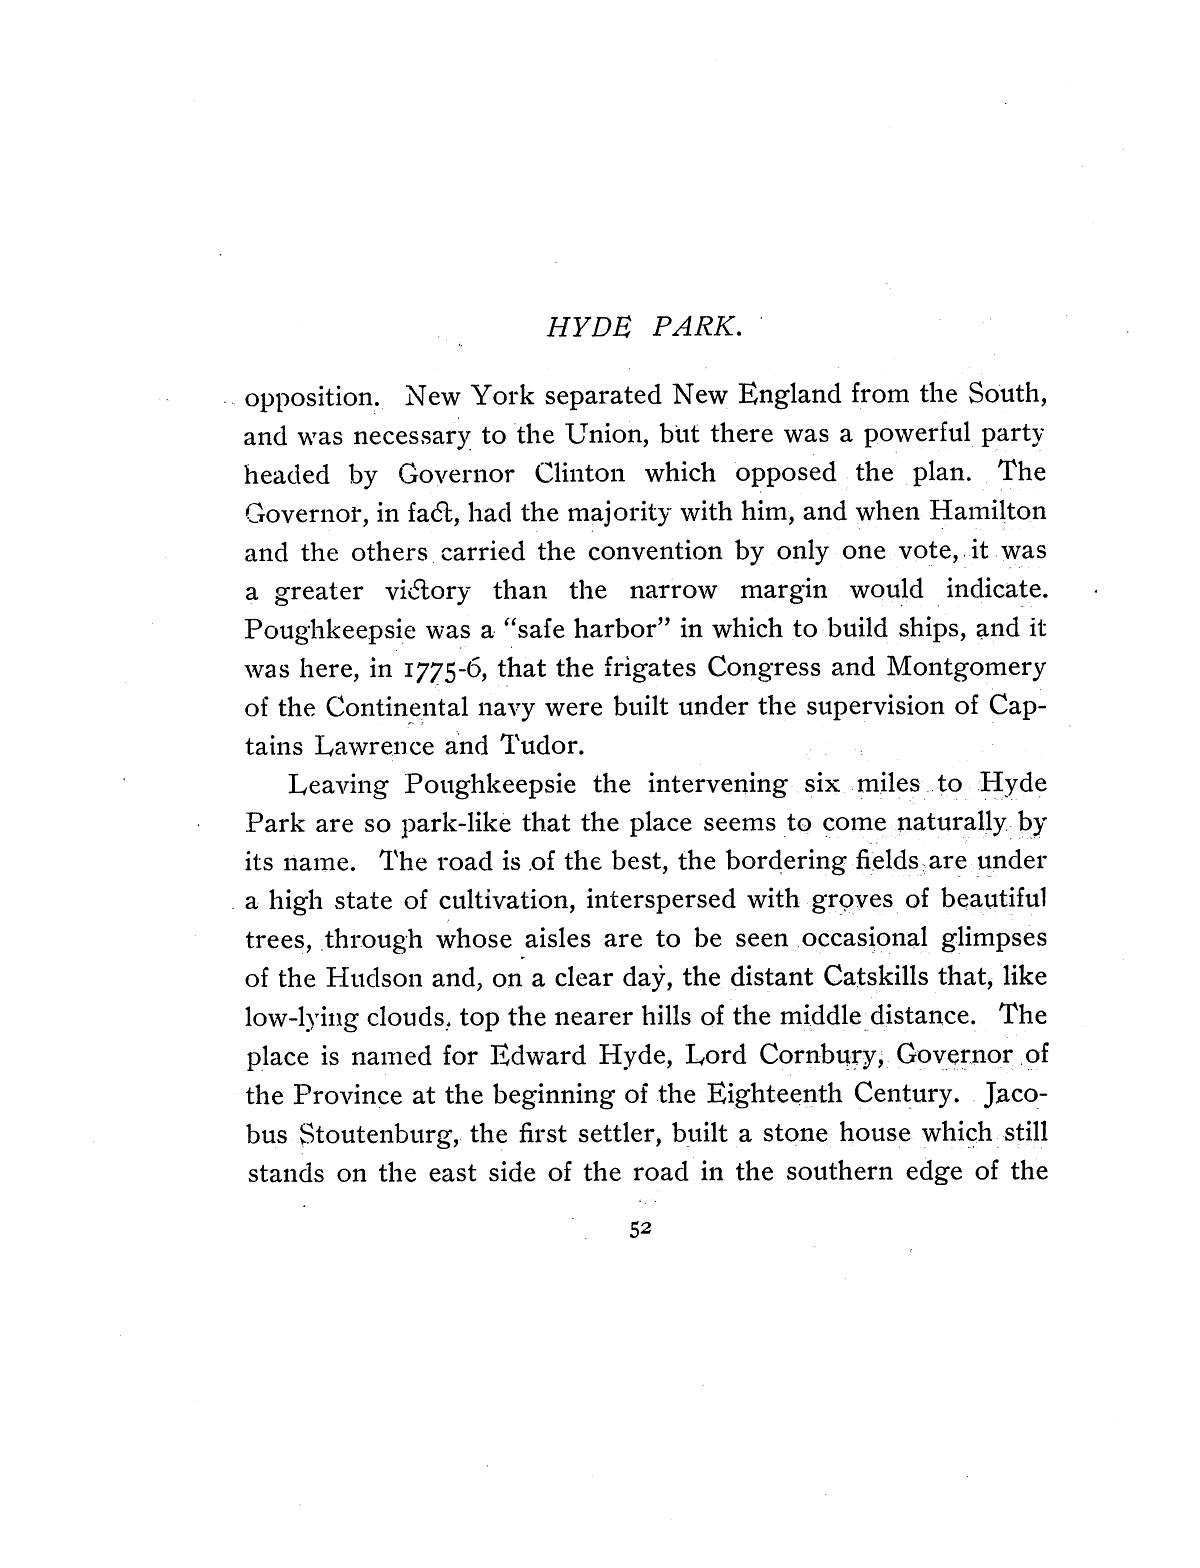 HYDE PARK.
opposition. New York separated New England from the South,
and was necessary to the Union, but there was a powerful party
headed by Governor Clinton which opposed the plan. The
Governor, in fact, had the majority with him, and when Hamilton
and the others carried the convention by only one vote, it was
a greater victory than the narrow margin would indicate.
Poughkeepsie was a “safe harbor” in which to build ships, and it
was here, in 1775-6, that the frigates Congress and Montgomery
of the Continental navy were built under the supervision of Cap-
tains Lawrence and Tudor.
Leaving Poughkeepsie the intervening six miles to Hyde
Park are so park-like that the place seems to come naturally by
its name. The road is of the best, the bordering fields are under
a high state of cultivation, interspersed with groves of beautiful
trees, through whose aisles are to be seen occasional glimpses
of the Hudson and, on a clear day, the distant Catskills that, like
low-lying clouds, top the nearer hills of the middle distance. The
place is named for Edward Hyde, Lord Cornbury, Governor of
the Province at the beginning of the Eighteenth Century. Jaco-
bus Stoutenburg, the first settler, built a stone house which still
stands on the east side of the road in the southern edge of the
52